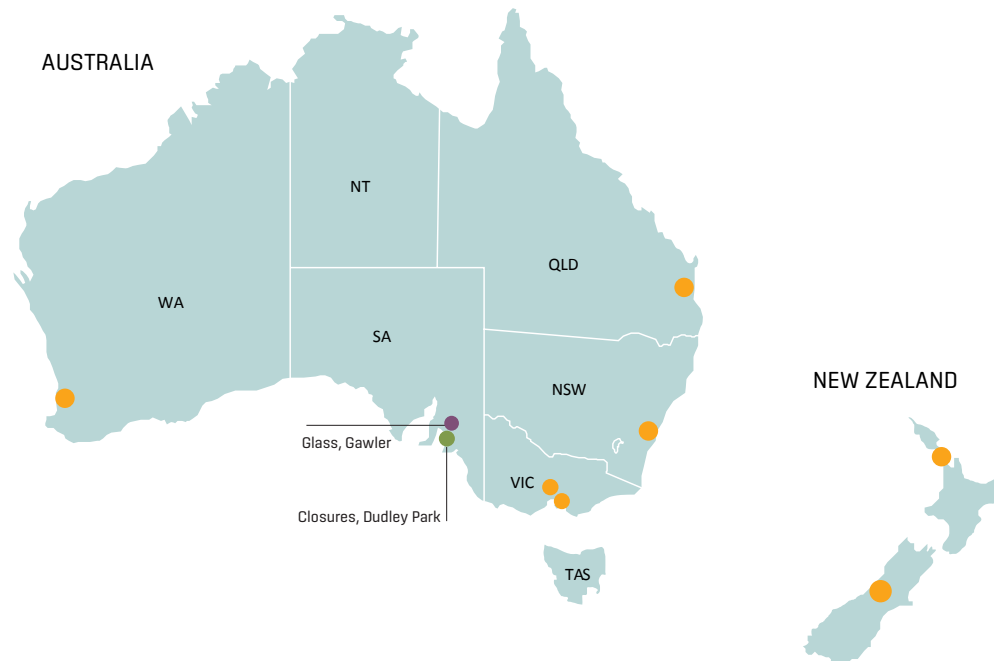 AUSTRALIA
NT
QLD
WA
SA
NEW ZEALAND
NSW
Glass, Gawler
VIC
Closures, Dudley Park
TAS